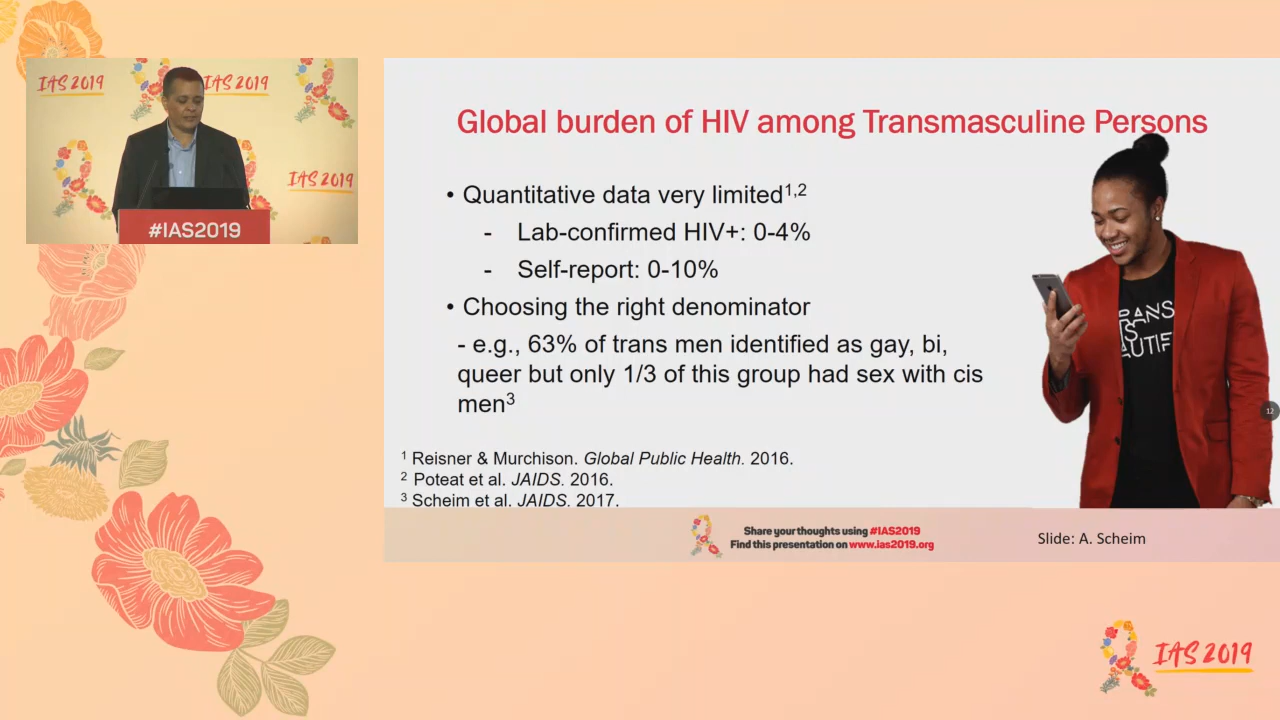 IAS 2019
IAS 2019
IAS 2019
#IAS2019
Global burden of HIV among Transmasculine Persons
• Quantitative data very limited1,2
- Lab-confirmed HIV+: 0-4%
- Self-report: 0-10%
• Choosing the right denominator
- e.g., 63% of trans men identified as gay, bi,
queer but only 1/3 of this group had sex with cis
men3
TRANS
IS
AUTIF
12
1 Reisner & Murchison. Global Public Health. 2016.
2 Poteat et al. JAIDS. 2016.
3 Scheim et al. JAIDS. 2017.
Share your thoughts using #IAS2019
Find this presentation on www.ias2019.org
Slide: A. Scheim
IAS 2019